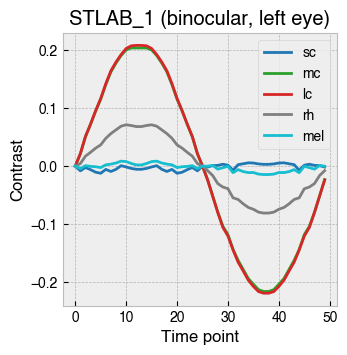 STLAB_1 (binocular, left eye)
Contrast
0.2
0.1
0.0
−0.1
−0.2
sc
mc
lc
rh
mel
0 10 20 30 40 50
Time point